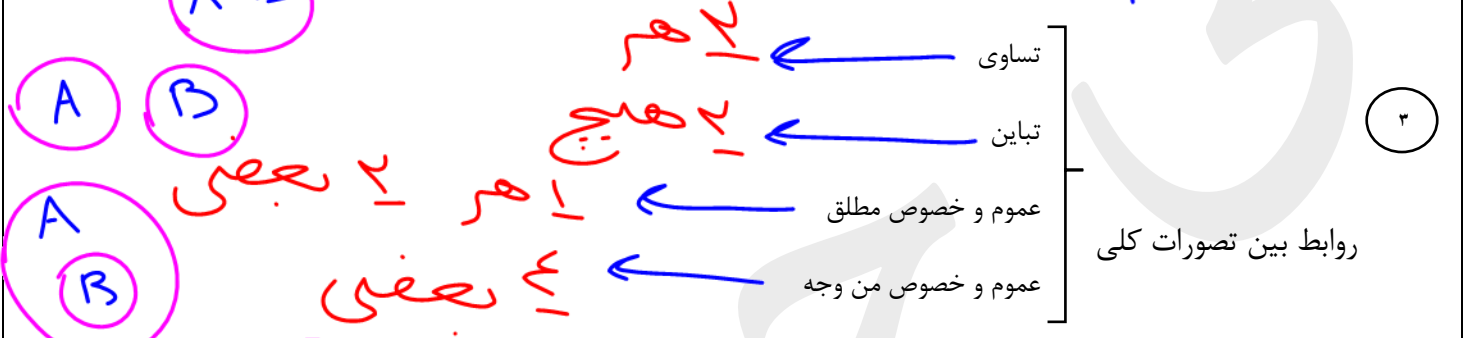 ۳
روابط بین تصورات کلی
تساوی ۲ هر
تباین ۲ هیچ
عموم و خصوص مطلق ۱ هر ۲ بعضی
عموم و خصوص من وجه ۴ بعضی
A B
A
B